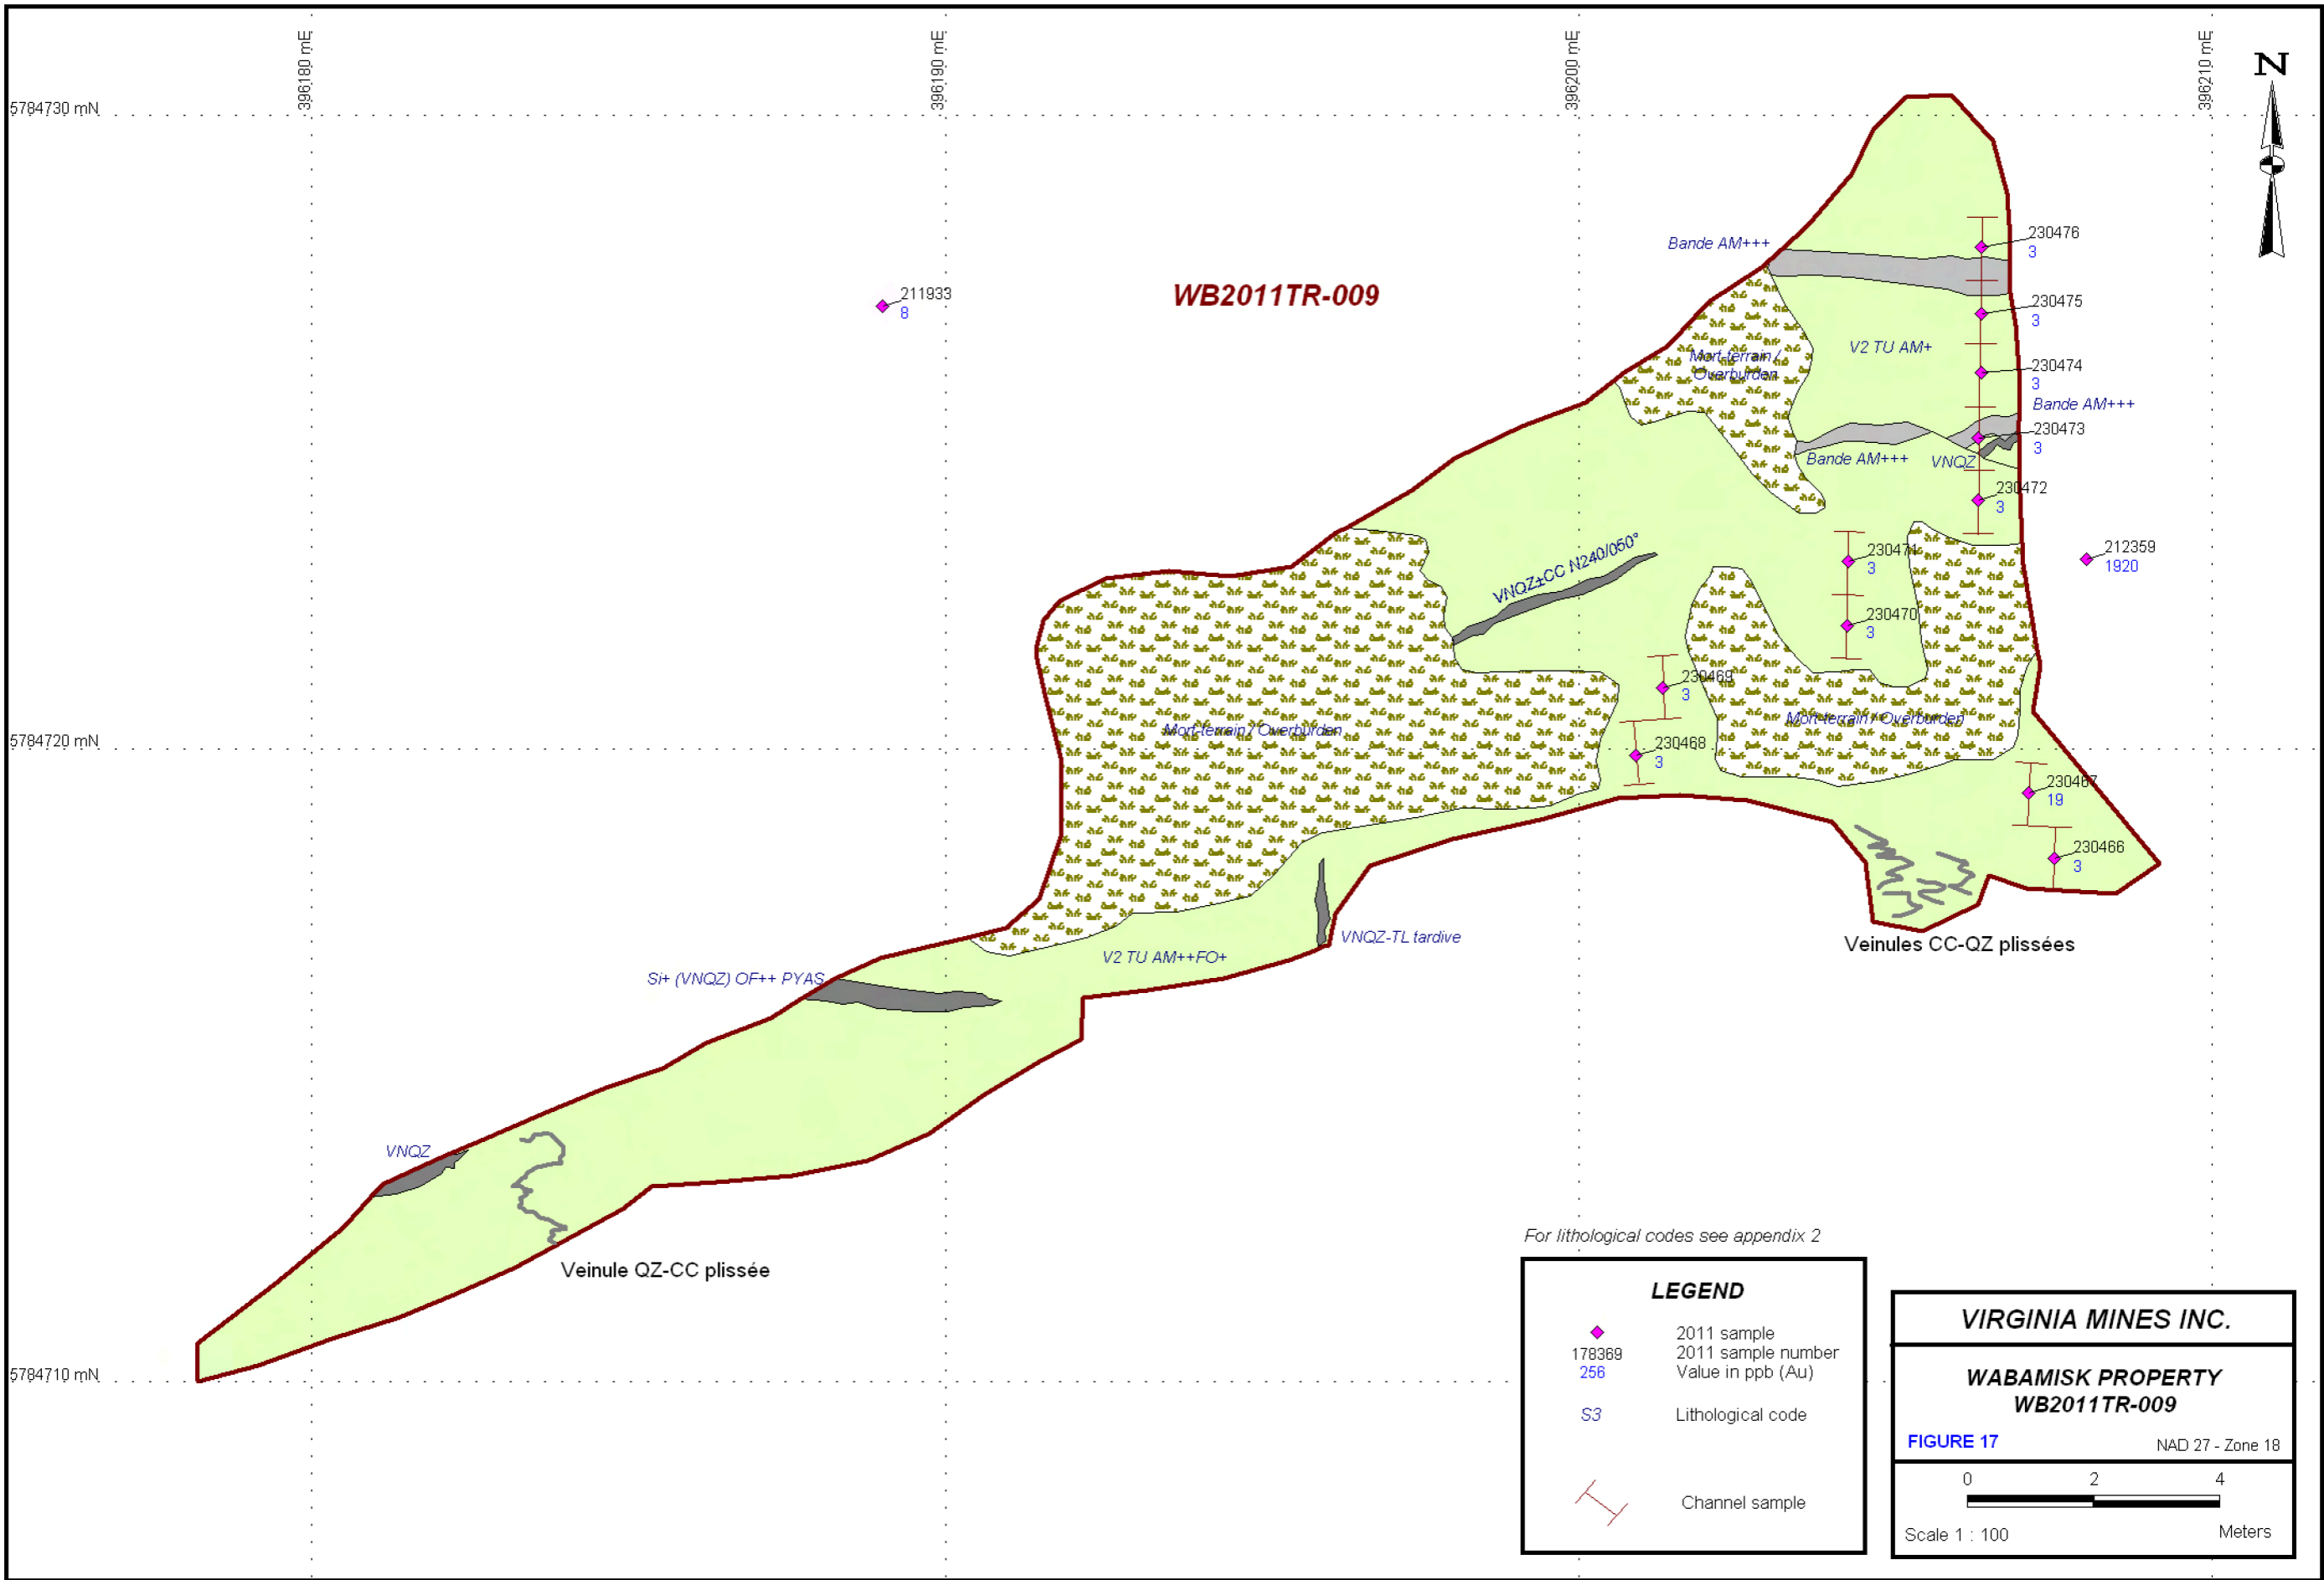 396180 mE
396190 mE
396200 mE
396210 mE
N
5784730 mN
230476
3
Bande AM+++
211933
8
WB2011TR-009
230475
3
V2 TU AM+
Mort-terrain /
Overburden
230474
3
Bande AM+++
230473
3
Bande AM+++
VNQZ
230472
3
VNQZ±CC N240/050°
230471
3
212359
1920
230470
3
230469
3
Mort-terrain / Overburden
Mort-terrain / Overburden
5784720 mN
230468
3
230467
19
230466
3
VNQZ-TL tardive
Veinules CC-QZ plissées
V2 TU AM++FO+
Si+ (VNQZ) OF++ PYAS
VNQZ
Veinule QZ-CC plissée
5784710 mN
For lithological codes see appendix 2
LEGEND
2011 sample
178369 2011 sample number
256 Value in ppb (Au)
S3 Lithological code
Channel sample
VIRGINIA MINES INC.
WABAMISK PROPERTY
WB2011TR-009
FIGURE 17 NAD 27 - Zone 18
0 2 4
Scale 1 : 100 Meters